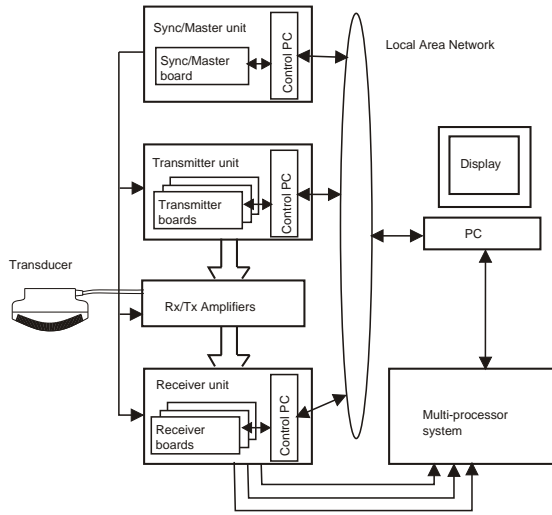 Sync/Master unit
Sync/Master
board
Control PC
Local Area Network
Transmitter unit
Transmitter
boards
Control PC
Display
PC
Transducer
Rx/Tx Amplifiers
Receiver unit
Receiver
boards
Control PC
Multi-processor
system